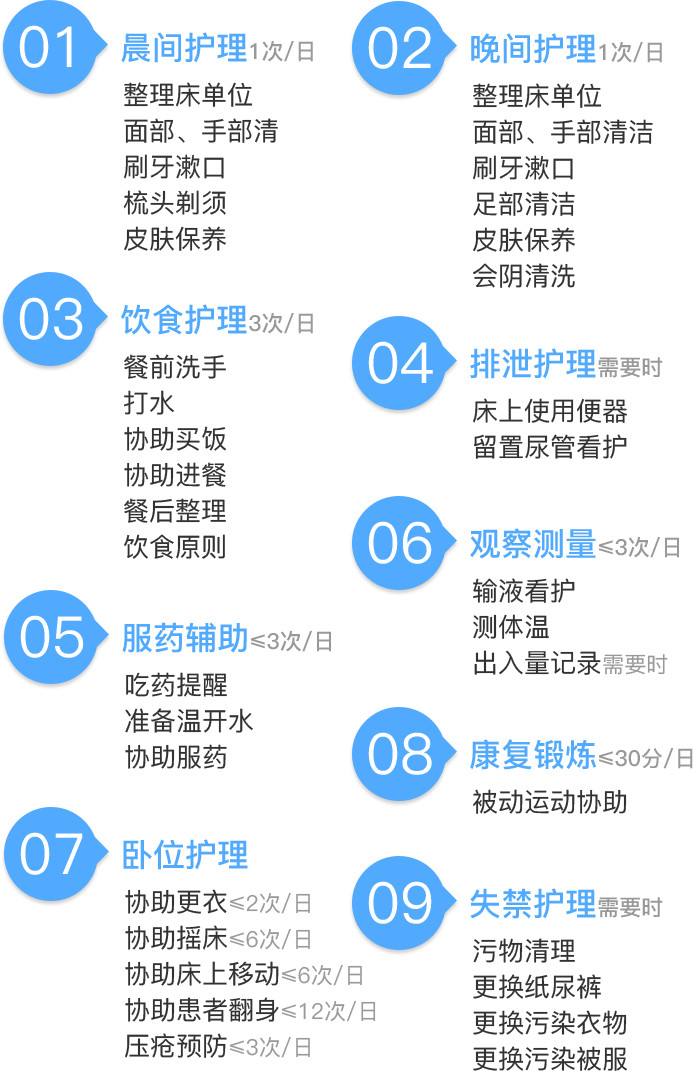 01
晨间护理1次/日
整理床单位
面部、手部清
刷牙漱口
梳头剃须
皮肤保养
02
晚间护理1次/日
整理床单位
面部、手部清洁
刷牙漱口
足部清洁
皮肤保养
会阴清洗
03
饮食护理3次/日
餐前洗手
打水
协助买饭
协助进餐
餐后整理
饮食原则
04
排泄护理需要时
床上使用便器
留置尿管看护
05
服药辅助≤3次/日
吃药提醒
准备温开水
协助服药
06
观察测量≤3次/日
输液看护
测体温
出入量记录需要时
07
卧位护理
协助更衣≤2次/日
协助摇床≤6次/日
协助床上移动≤6次/日
协助患者翻身≤12次/日
压疮预防≤3次/日
08
康复锻炼≤30分/日
被动运动协助
09
失禁护理需要时
污物清理
更换纸尿裤
更换污染衣物
更换污染被服